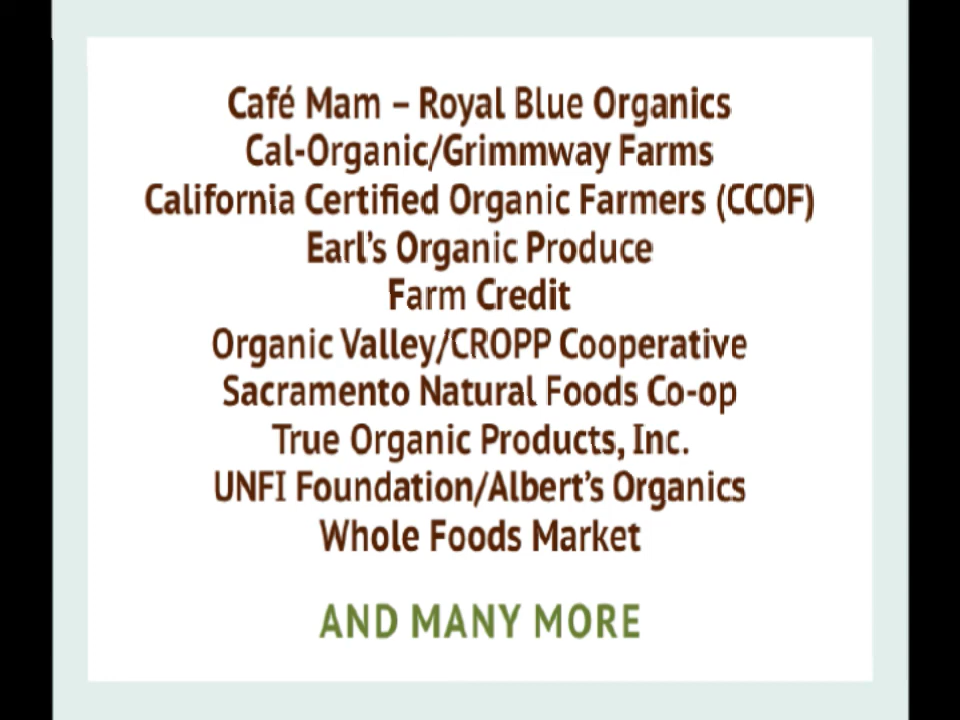 Café Mam – Royal Blue Organics
Cal-Organic/Grimmway Farms
California Certified Organic Farmers (CCOF)
Earl’s Organic Produce
Farm Credit
Organic Valley/CROPP Cooperative
Sacramento Natural Foods Co-op
True Organic Products, Inc.
UNFI Foundation/Albert’s Organics
Whole Foods Market
AND MANY MORE